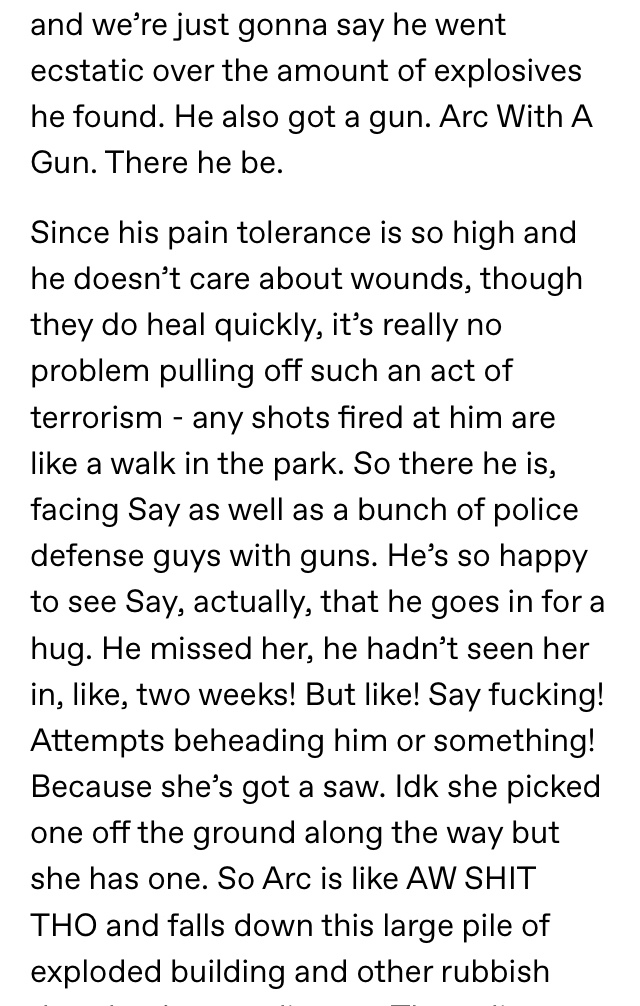 and we’re just gonna say he went
ecstatic over the amount of explosives
he found. He also got a gun. Arc With A
Gun. There he be.
Since his pain tolerance is so high and
he doesn’t care about wounds, though
they do heal quickly, it’s really no
problem pulling off such an act of
terrorism - any shots fired at him are
like a walk in the park. So there he is,
facing Say as well as a bunch of police
defense guys with guns. He’s so happy
to see Say, actually, that he goes in for a
hug. He missed her, he hadn’t seen her
in, like, two weeks! But like! Say fucking!
Attempts beheading him or something!
Because she’s got a saw. Idk she picked
one off the ground along the way but
she has one. So Arc is like AW SHIT
THO and falls down this large pile of
exploded building and other rubbish